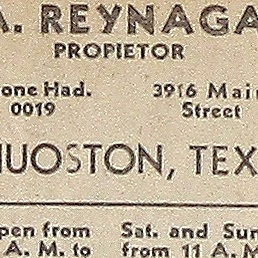 A. REYNAGA
PROPIETOR
one Had. 3916 Main
0019 Street
HUOSTON, TEX
pen from Sat. and Sun
A. M. to from 11 A. M